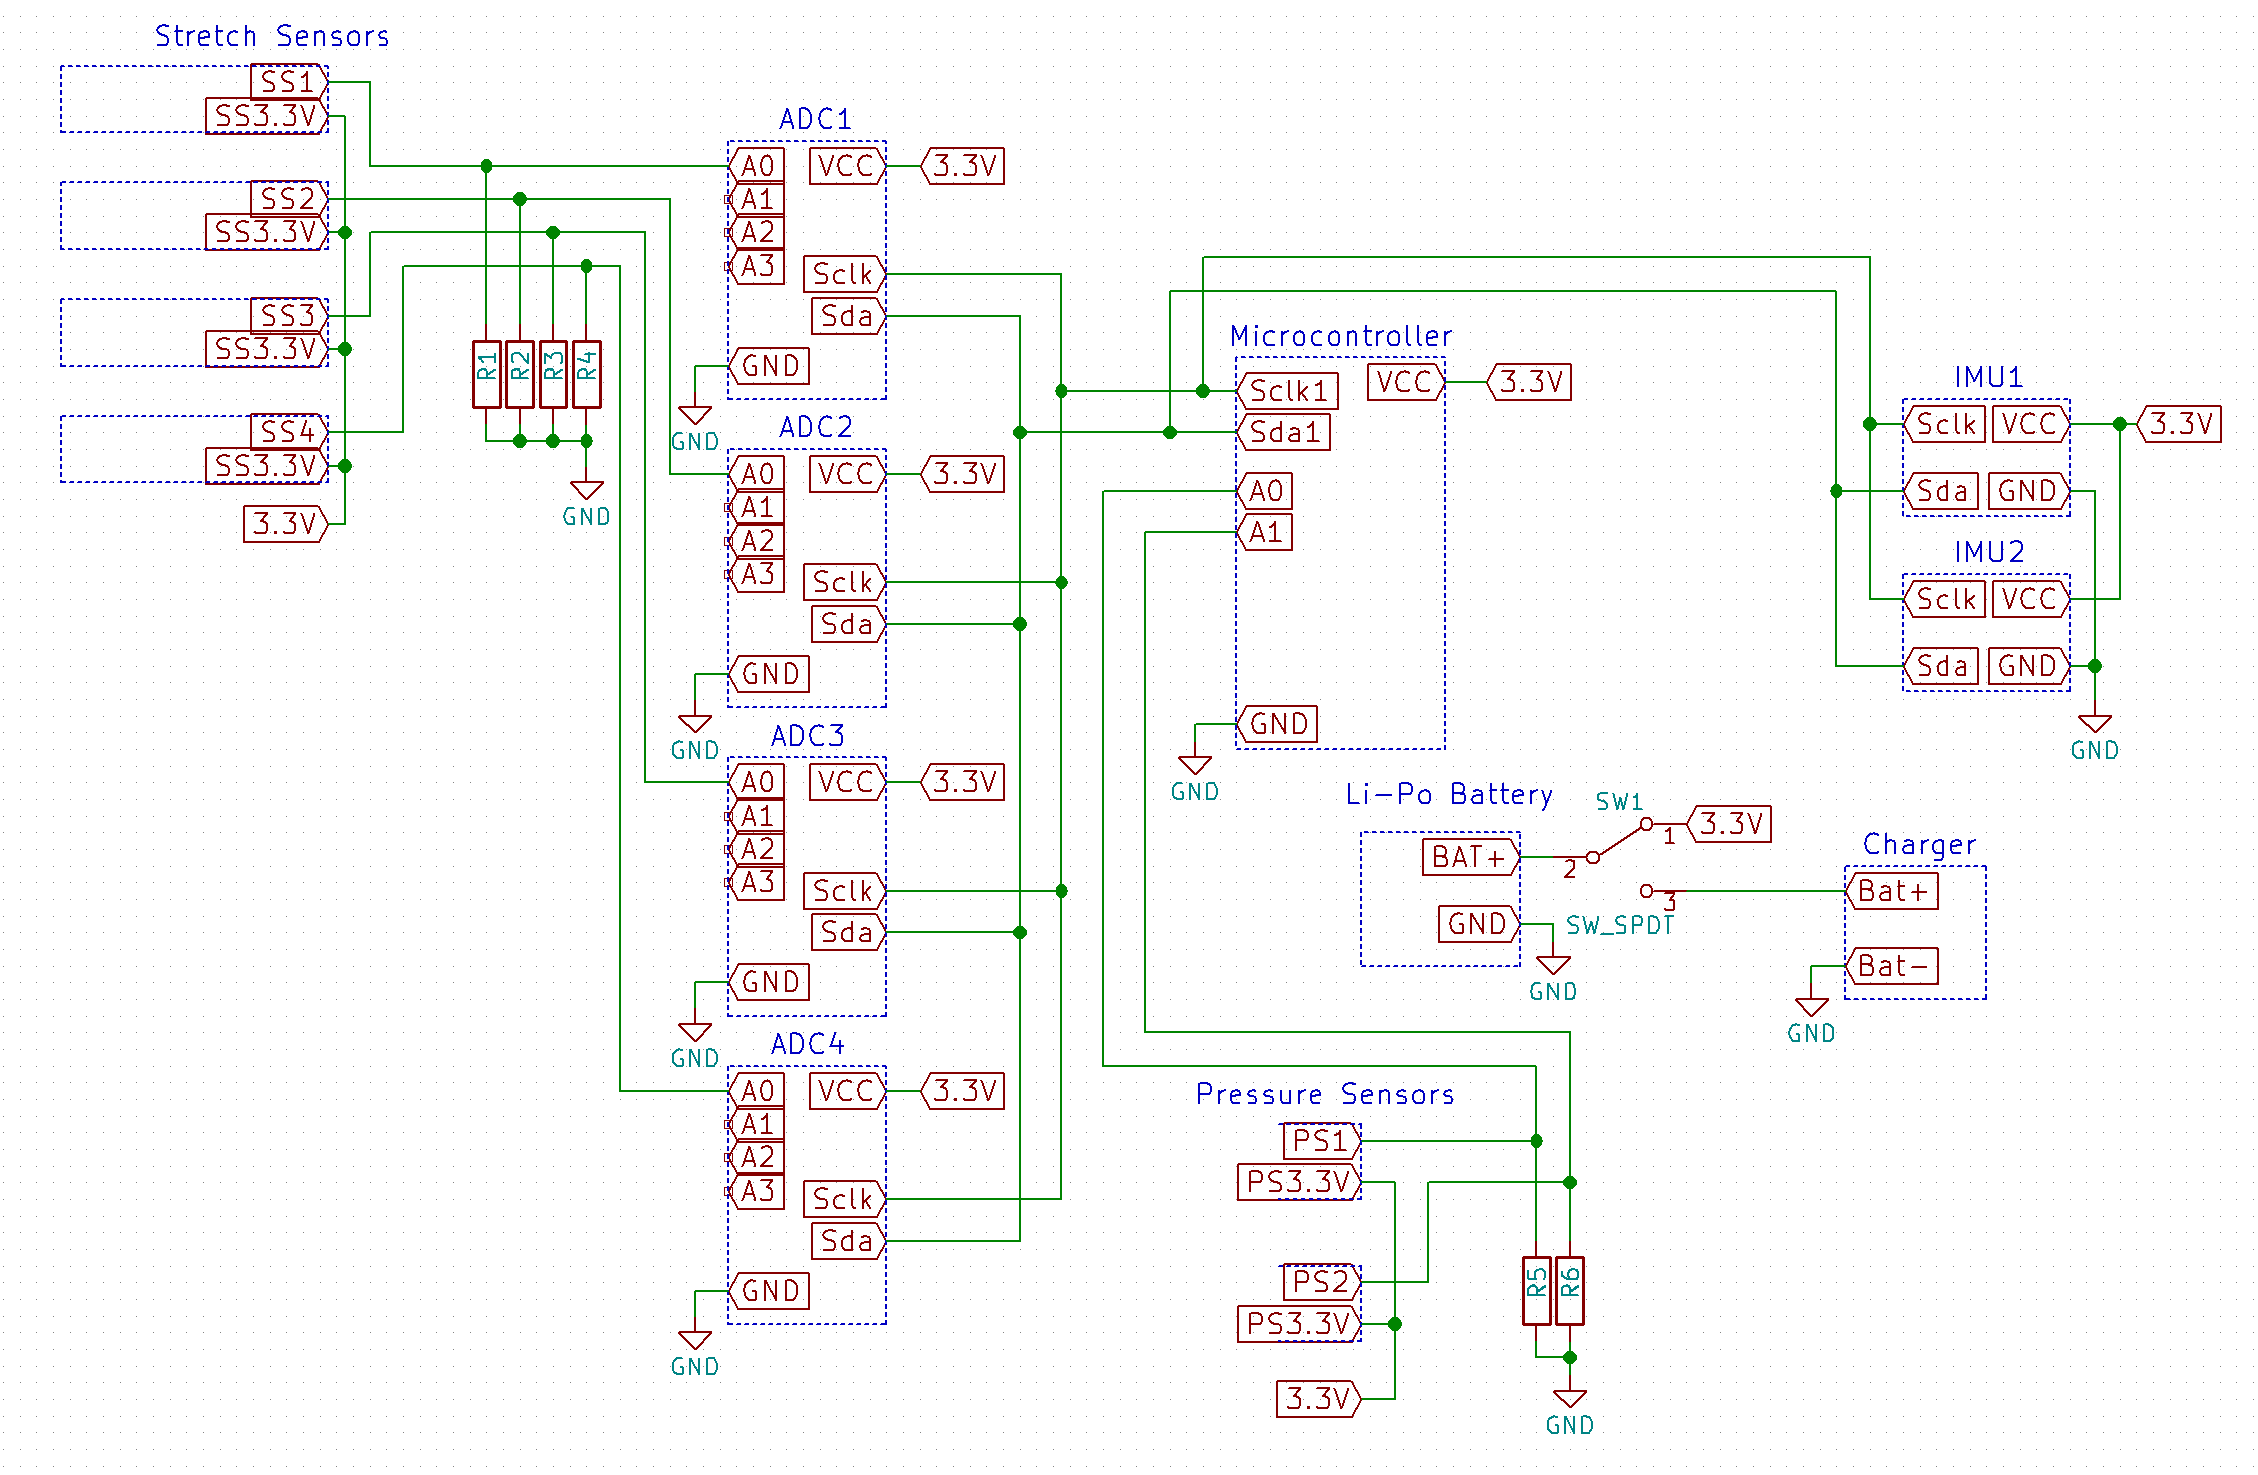 Stretch Sensors
SS1
SS3.3V
SS2
SS3.3V
SS3
SS3.3V
SS4
SS3.3V
3.3V
R1
R2
R3
R4
GND
ADC1
A0
VCC
3.3V
A1
A2
A3
Sclk
Sda
GND
GND
ADC2
A0
VCC
3.3V
A1
A2
A3
Sclk
Sda
GND
GND
ADC3
A0
VCC
3.3V
A1
A2
A3
Sclk
Sda
GND
GND
ADC4
A0
VCC
3.3V
A1
A2
A3
Sclk
Sda
GND
GND
Microcontroller
Sclk1
VCC
3.3V
Sda1
A0
A1
GND
GND
IMU1
Sclk
VCC
3.3V
Sda
GND
IMU2
Sclk
VCC
Sda
GND
GND
Li-Po Battery
BAT+
GND
GND
SW1
1
2
3
SW_SPDT
3.3V
Charger
Bat+
Bat-
GND
Pressure Sensors
PS1
PS3.3V
PS2
PS3.3V
3.3V
R5
R6
GND